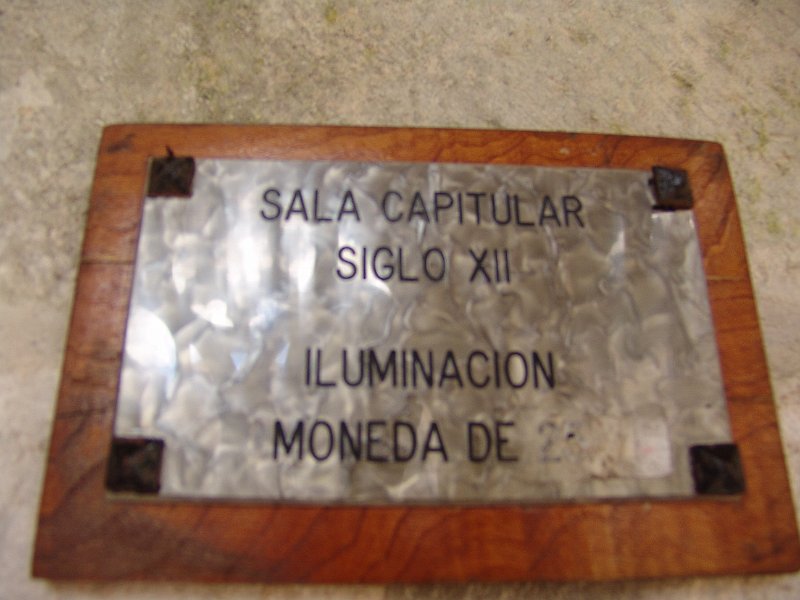 SALA CAPITULAR
SIGLO XII
ILUMINACION
MONEDA DE